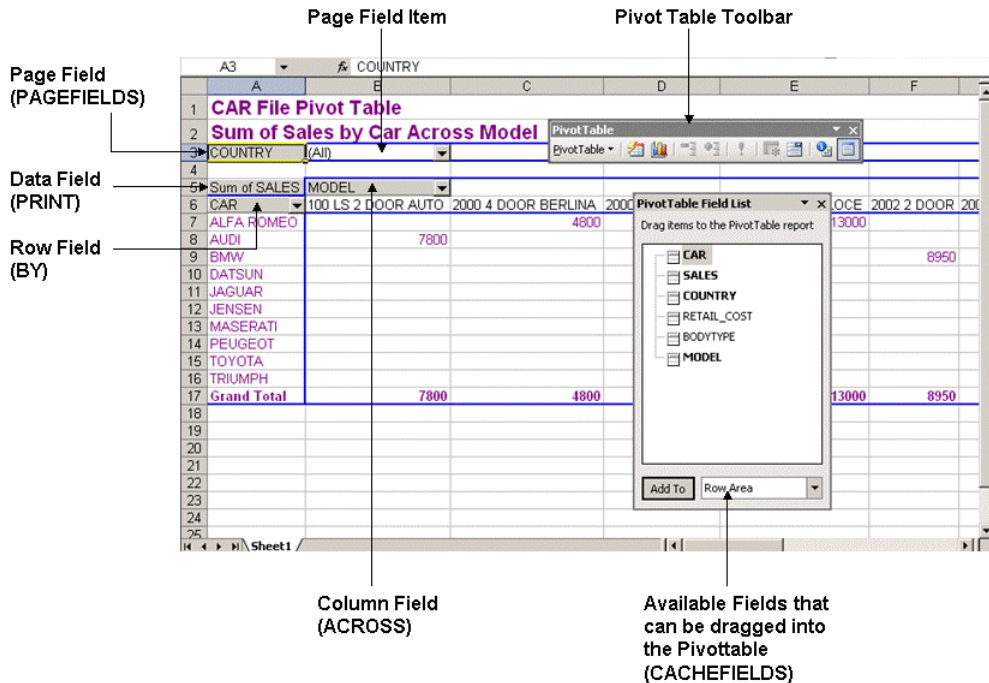 Page Field Item
Pivot Table Toolbar
Page Field
(PAGEFIELDS)
Data Field
(PRINT)
Row Field
(BY)
A3 fx COUNTRY
A B C D E F
1 CAR File Pivot Table
2 Sum of Sales by Car Across Model
PivotTable
PivotTable
3 COUNTRY (All)
4
5 Sum of SALES MODEL
6 CAR 100 LS 2 DOOR AUTO 2000 4 DOOR BERLINA 2000 LOCE 2002 2 DOOR 200
7 ALFA ROMEO 4800 13000
8 AUDI 7800
9 BMW 8950
10 DATSUN
11 JAGUAR
12 JENSEN
13 MASERATI
14 PEUGEOT
15 TOYOTA
16 TRIUMPH
17 Grand Total 7800 4800 13000 8950
18
19
20
21
22
23
24
25
PivotTable Field List
Drag items to the PivotTable report
CAR
SALES
COUNTRY
RETAIL_COST
BODYTYPE
MODEL
Add To Row Area
Sheet1
Column Field
(ACROSS)
Available Fields that
can be dragged into
the Pivottable
(CACHEFIELDS)